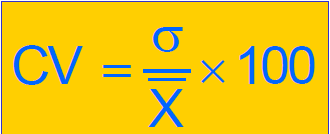 CV = σ / X̿ × 100